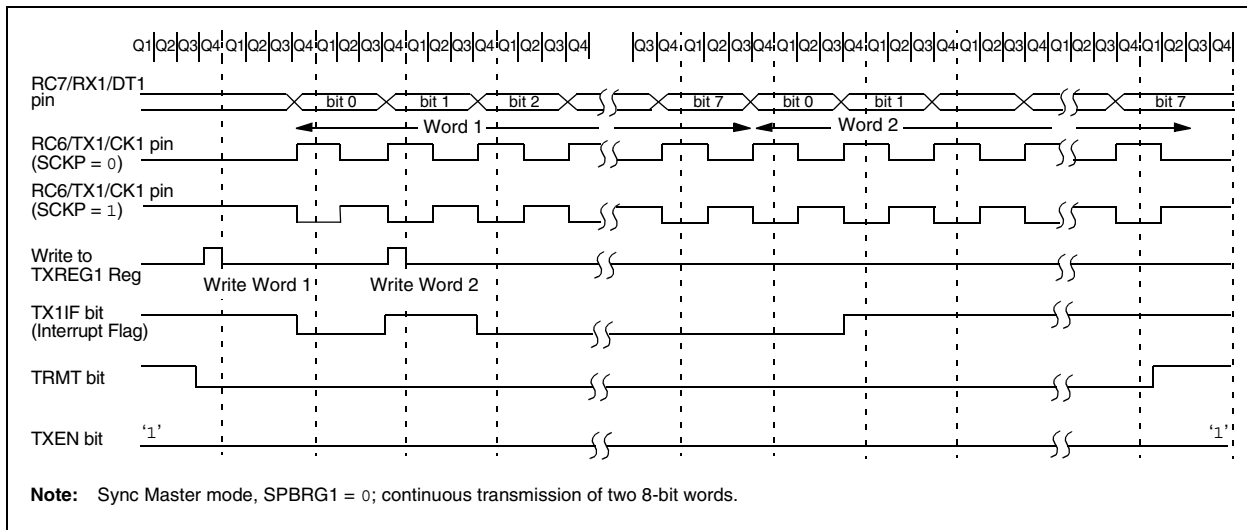 Q1 Q2 Q3 Q4 Q1 Q2 Q3 Q4 Q1 Q2 Q3 Q4 Q1 Q2 Q3 Q4 Q1 Q2 Q3 Q4 Q3 Q4 Q1 Q2 Q3 Q4 Q1 Q2 Q3 Q4 Q1 Q2 Q3 Q4 Q1 Q2 Q3 Q4 Q1 Q2 Q3 Q4 Q1 Q2 Q3 Q4
RC7/RX1/DT1
pin
bit 0 bit 1 bit 2 bit 7 bit 0 bit 1 bit 7
Word 1 Word 2
RC6/TX1/CK1 pin
(SCKP = 0)
RC6/TX1/CK1 pin
(SCKP = 1)
Write to
TXREG1 Reg
Write Word 1 Write Word 2
TX1IF bit
(Interrupt Flag)
TRMT bit
TXEN bit
‘1’ ‘1’
Note: Sync Master mode, SPBRG1 = 0; continuous transmission of two 8-bit words.